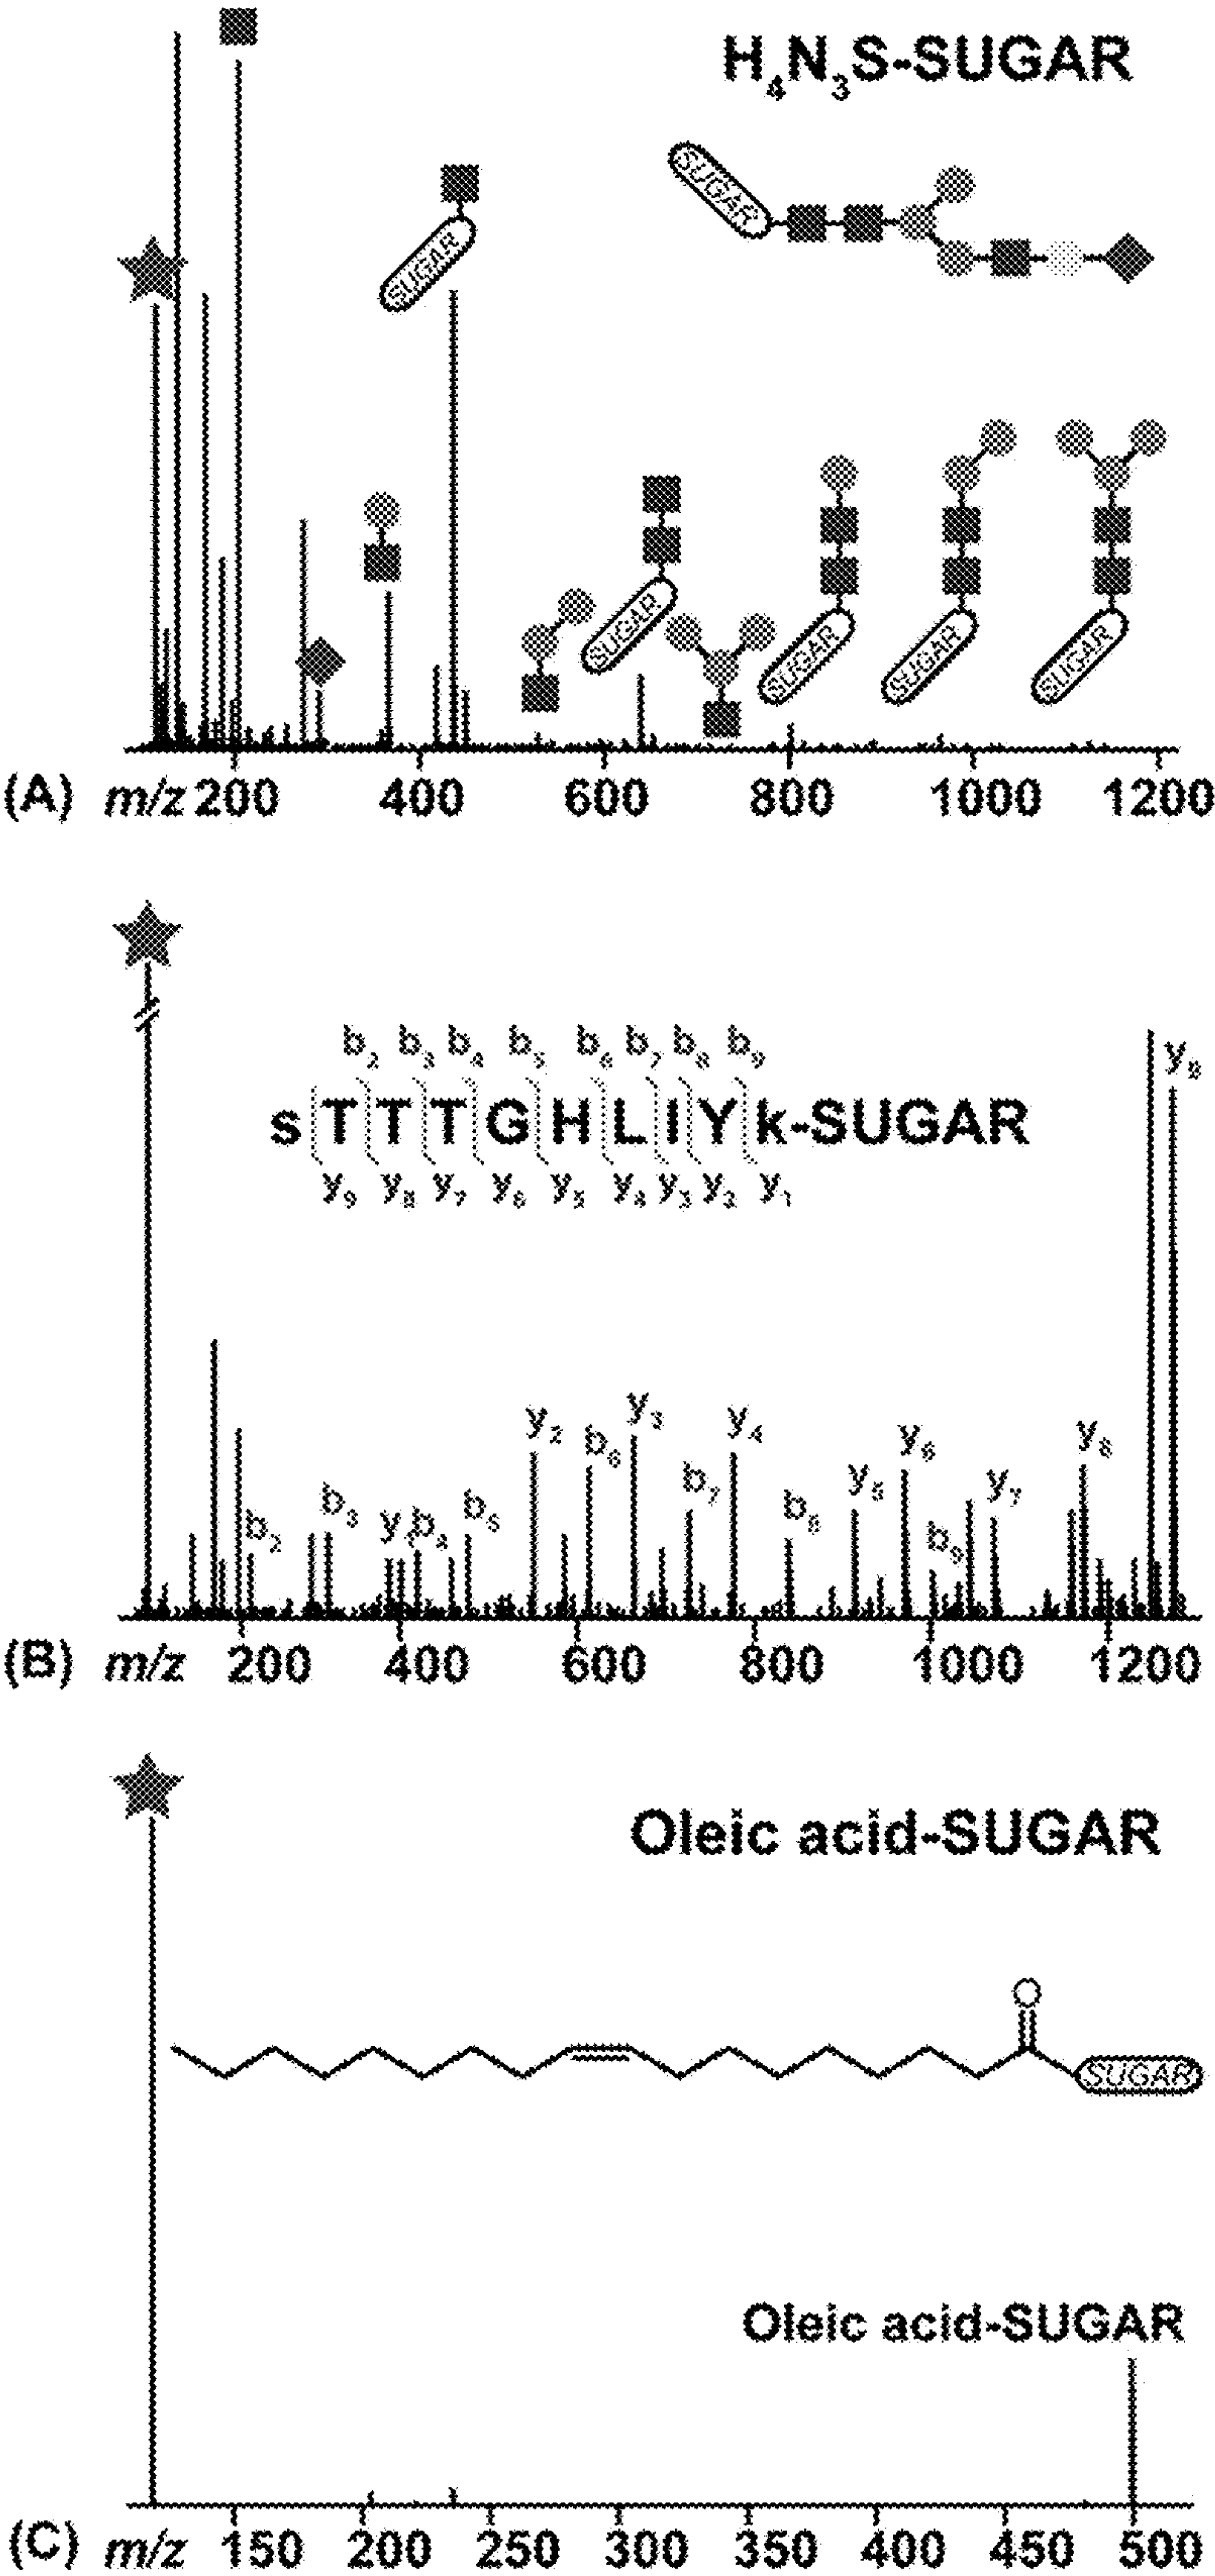 H₄N₃S-SUGAR
SUGAR
SUGAR
SUGAR
SUGAR
SUGAR
SUGAR
(A) m/z 200 400 600 800 1000 1200
b₂ b₃ b₄ b₅ b₆ b₇ b₈ b₉
sTTTGHLIYk-SUGAR
y₉ y₈ y₇ y₆ y₅ y₄ y₃ y₂ y₁
y₉
b₂ b₃ y₁ b₄ b₅ y₂ b₆ y₃ b₇ y₄ b₈ y₅ y₆ b₉ y₇ y₈
(B) m/z 200 400 600 800 1000 1200
Oleic acid-SUGAR
O
SUGAR
Oleic acid-SUGAR
(C) m/z 150 200 250 300 350 400 450 500